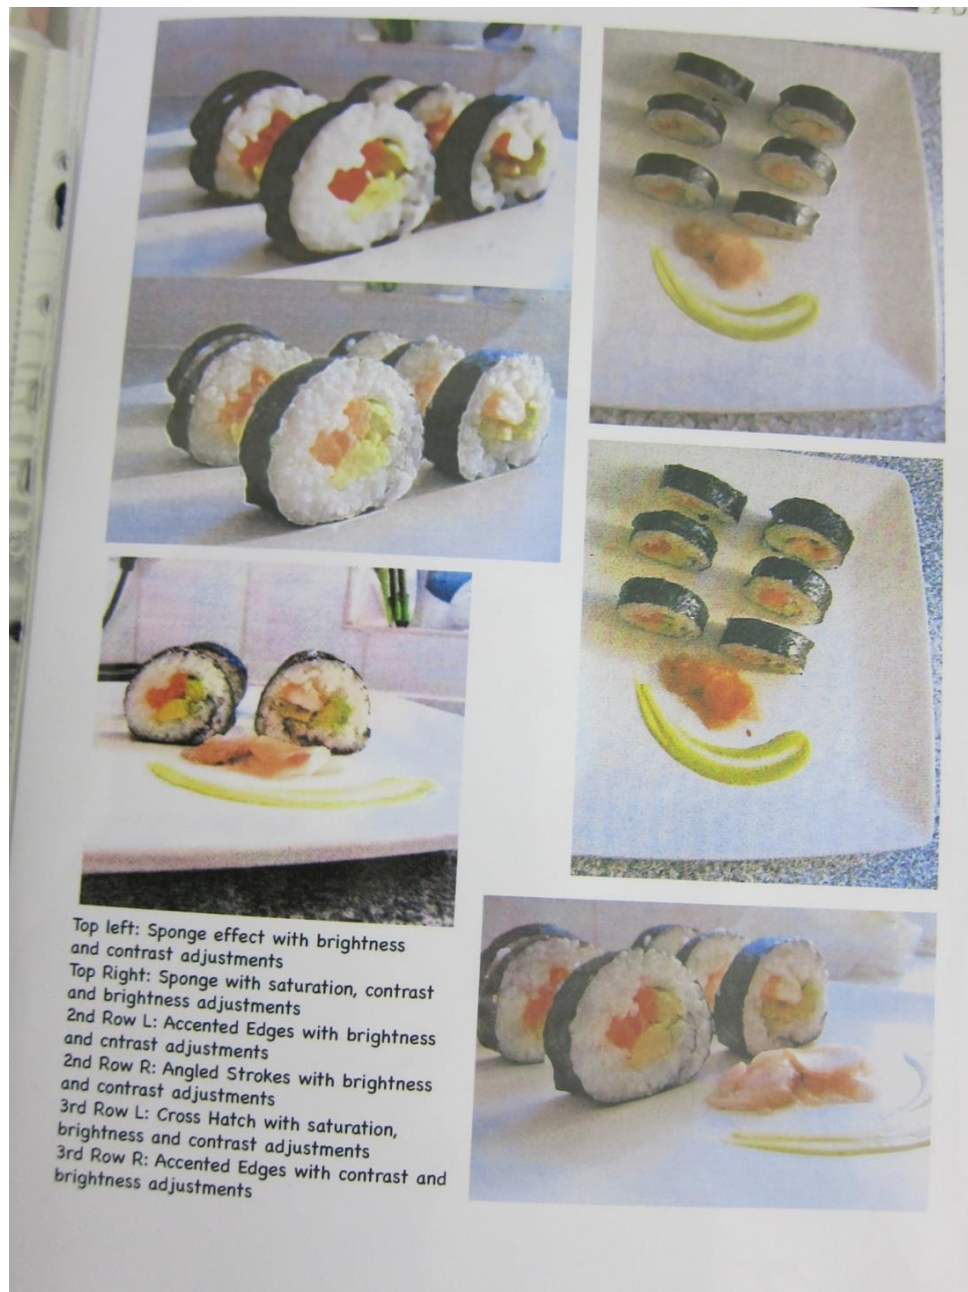 Top left: Sponge effect with brightness
and contrast adjustments
Top Right: Sponge with saturation, contrast
and brightness adjustments
2nd Row L: Accented Edges with brightness
and cntrast adjustments
2nd Row R: Angled Strokes with brightness
and contrast adjustments
3rd Row L: Cross Hatch with saturation,
brightness and contrast adjustments
3rd Row R: Accented Edges with contrast and
brightness adjustments